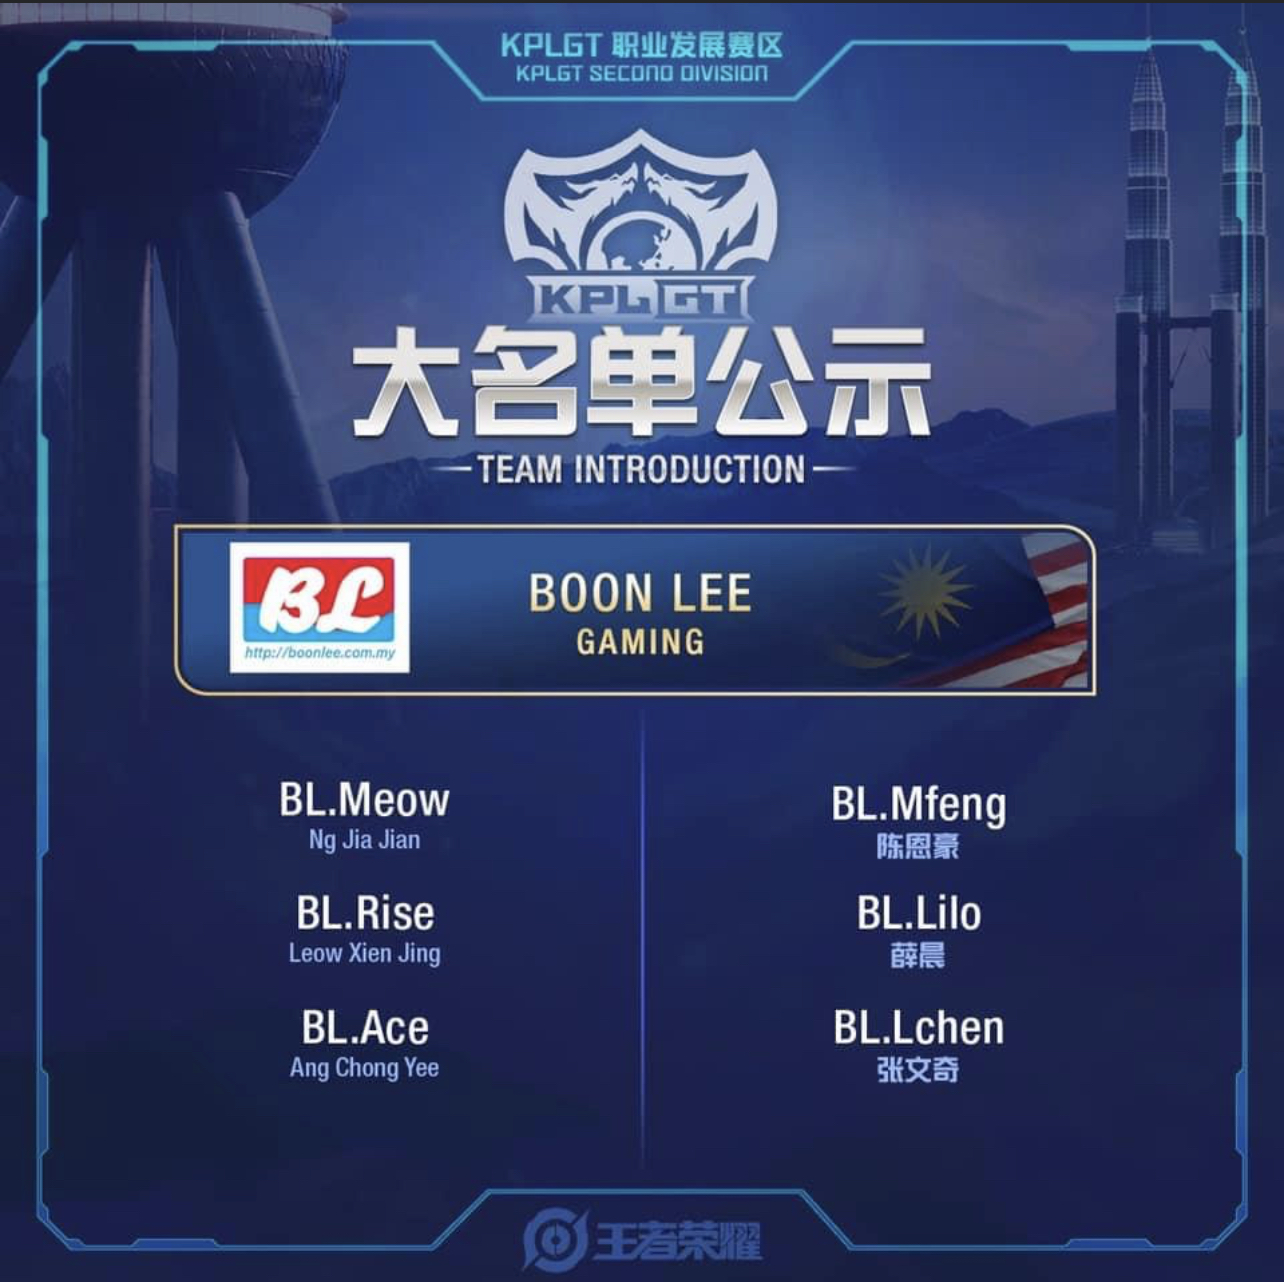 KPLGT 职业发展赛区
KPLGT SECOND DIVISION
KPL GT
大名单公示
TEAM INTRODUCTION
BL
http://boonlee.com.my
BOON LEE
GAMING
BL.Meow
Ng Jia Jian
BL.Rise
Leow Xien Jing
BL.Ace
Ang Chong Yee
BL.Mfeng
陈恩豪
BL.Lilo
薛晨
BL.Lchen
张文奇
王者荣耀